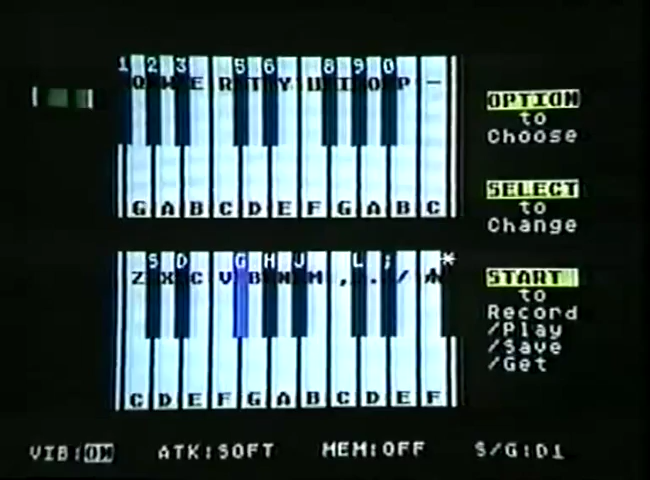 1 2 3 5 6 8 9 0
Q W E R T Y U I O P -
G A B C D E F G A B C
S D G H J L ; *
Z X C V B N M , . /
C D E F G A B C D E F
OPTION
to
Choose
SELECT
to
Change
START
to
Record
/Play
/Save
/Get
VIB:ON ATK:SOFT MEM:OFF S/G:D1